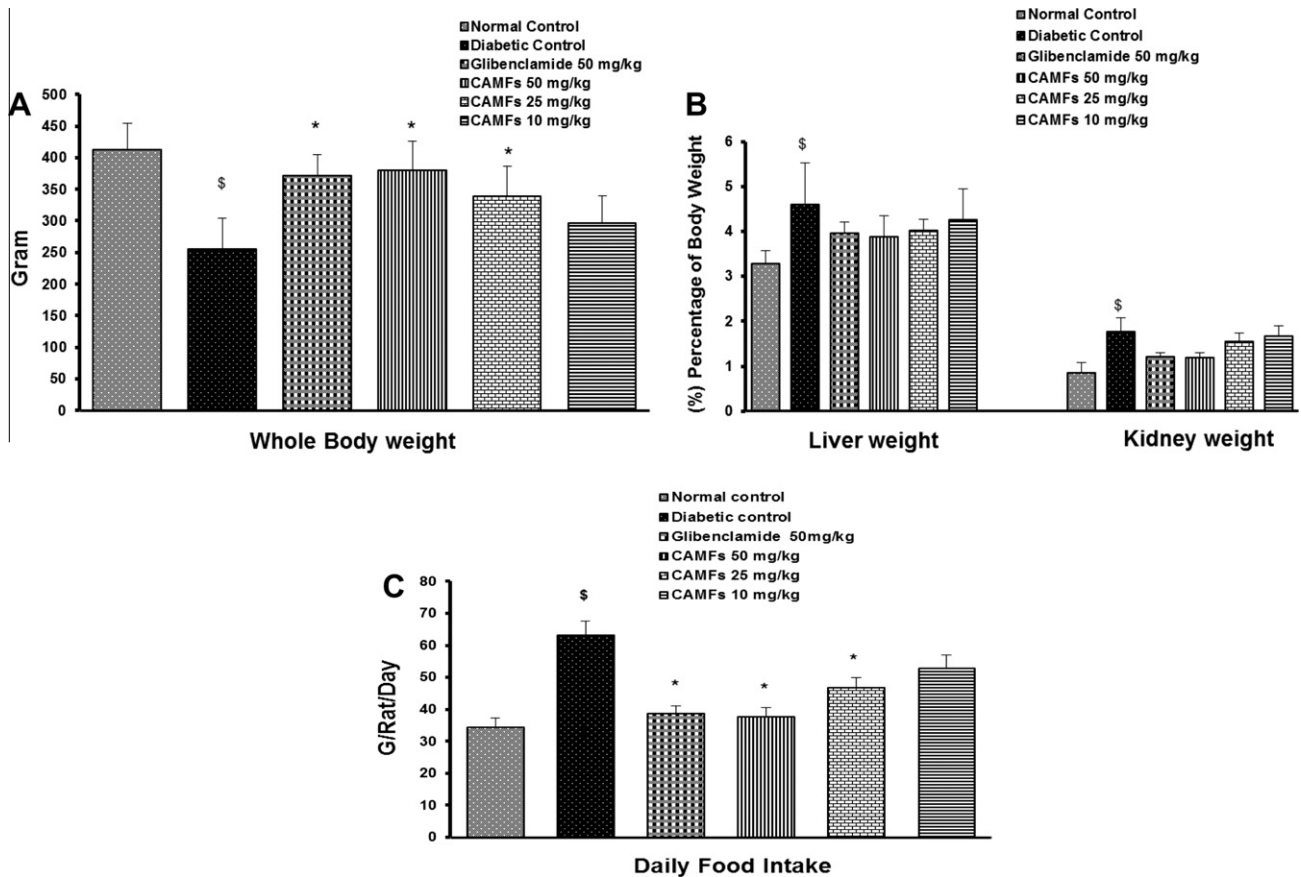 Normal Control
Diabetic Control
Glibenclamide 50 mg/kg
CAMFs 50 mg/kg
CAMFs 25 mg/kg
CAMFs 10 mg/kg
A
500
450
400
350
300
250
200
150
100
50
0
Gram
$
*
*
*
Whole Body weight
Normal Control
Diabetic Control
Glibenclamide 50 mg/kg
CAMFs 50 mg/kg
CAMFs 25 mg/kg
CAMFs 10 mg/kg
B
6
5
4
3
2
1
0
(%) Percentage of Body Weight
$
$
Liver weight
Kidney weight
Normal control
Diabetic control
Glibenclamide 50mg/kg
CAMFs 50 mg/kg
CAMFs 25 mg/kg
CAMFs 10 mg/kg
C
80
70
60
50
40
30
20
10
0
G/Rat/Day
$
*
*
*
Daily Food Intake